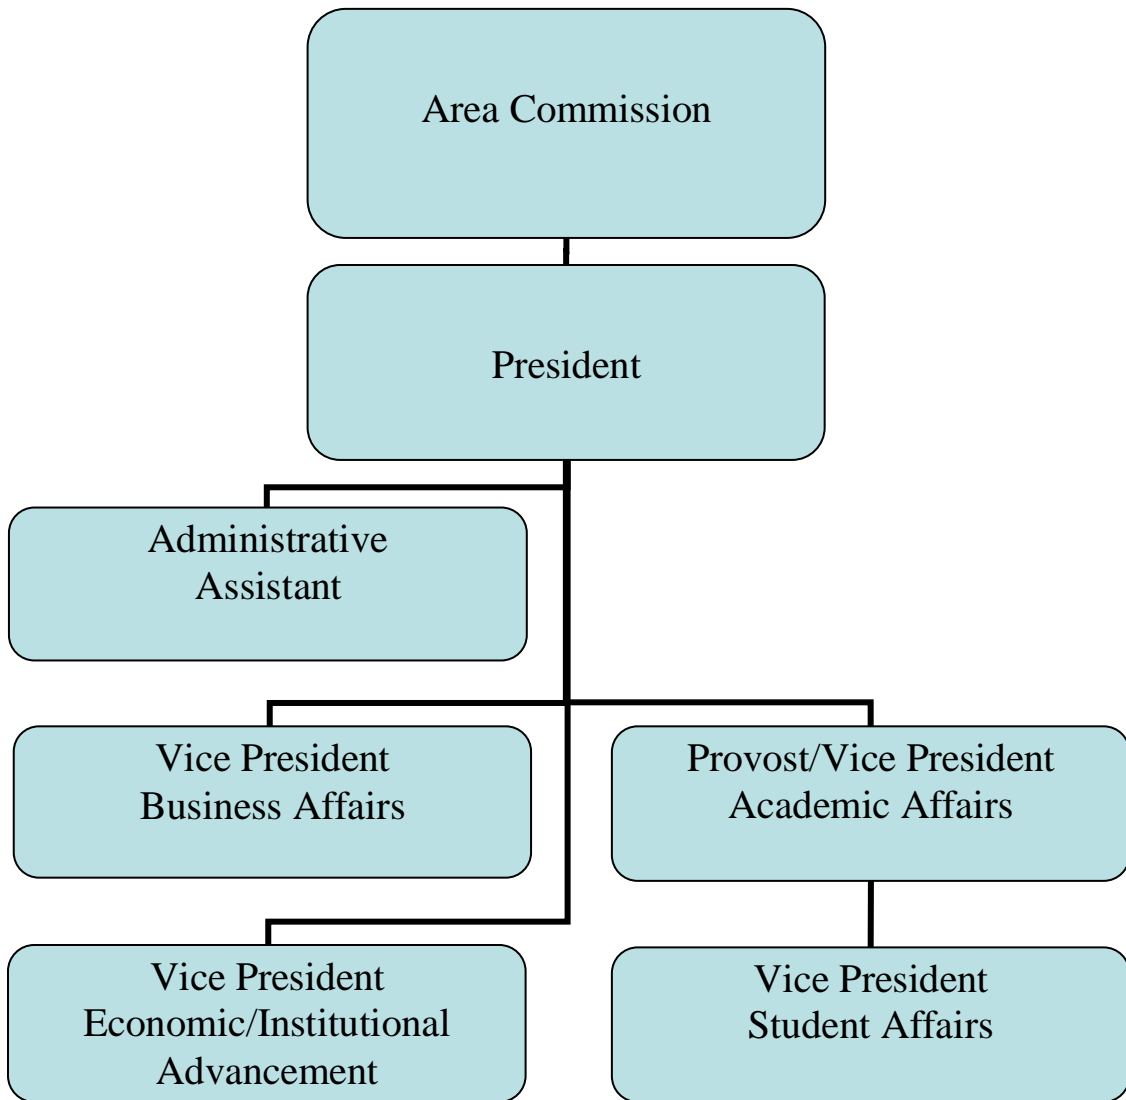 Area Commission
President
Administrative
Assistant
Vice President
Business Affairs
Provost/Vice President
Academic Affairs
Vice President
Economic/Institutional
Advancement
Vice President
Student Affairs